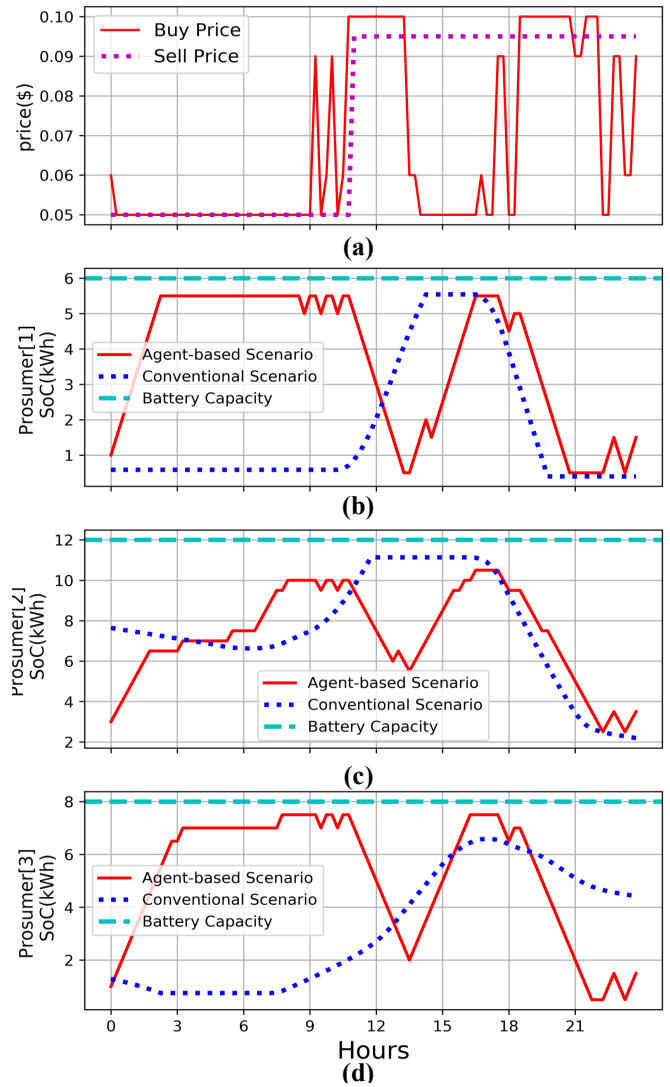 0.10
0.09
0.08
0.07
0.06
0.05
price($)
Buy Price
Sell Price
(a)
6
5
4
3
2
1
Prosumer[1]
SoC(kWh)
Agent-based Scenario
Conventional Scenario
Battery Capacity
(b)
12
10
8
6
4
2
Prosumer[2]
SoC(kWh)
Agent-based Scenario
Conventional Scenario
Battery Capacity
(c)
8
6
4
2
Prosumer[3]
SoC(kWh)
Agent-based Scenario
Conventional Scenario
Battery Capacity
0 3 6 9 12 15 18 21
Hours
(d)